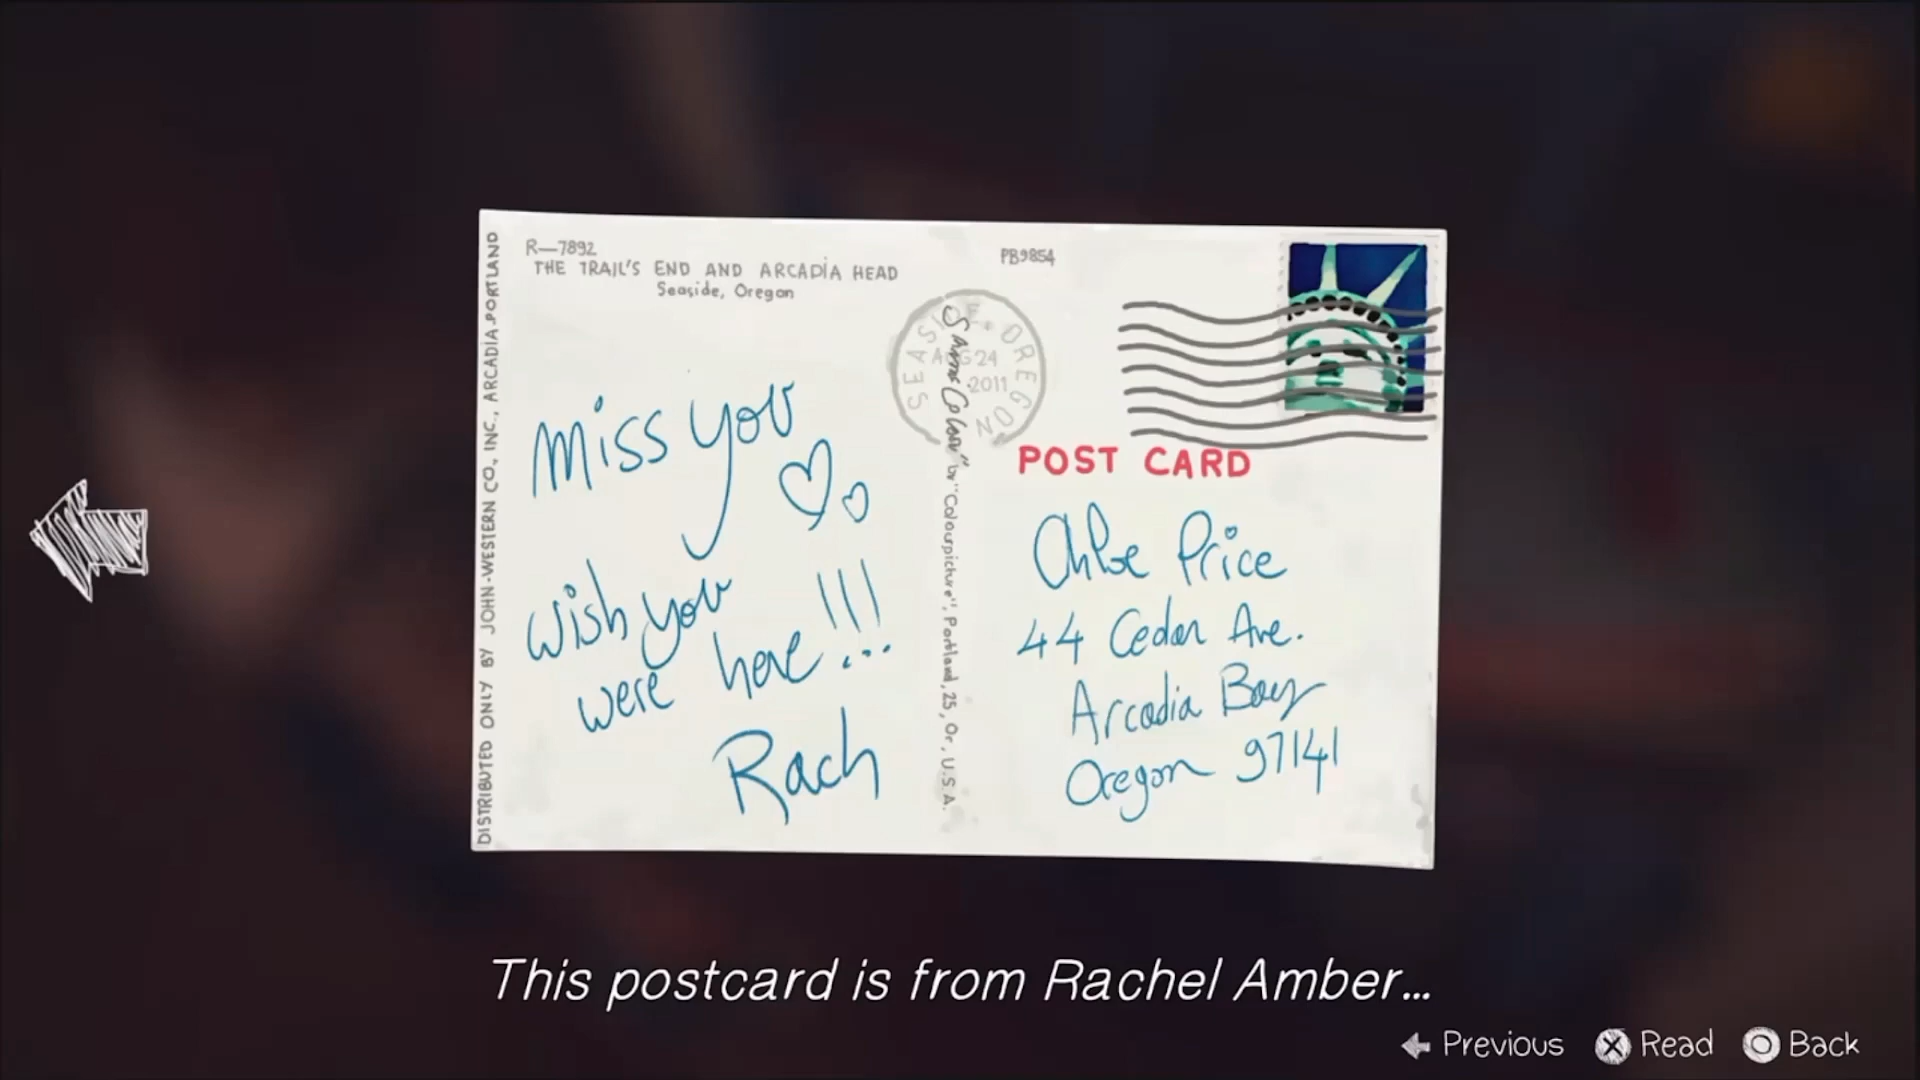 R—7892
THE TRAIL'S END AND ARCADIA HEAD
Seaside, Oregon
PB9854
DISTRIBUTED ONLY BY JOHN-WESTERN CO., INC., ARCADIA-PORTLAND
SEASIDE. OREGON
AUG 24
2011
by "Colourpicture", Portland, 25, Or, U.S.A.
Miss you
wish you
were here!!!
Rach
POST CARD
Chloe Price
44 Cedar Ave.
Arcadia Bay
Oregon 97141
This postcard is from Rachel Amber...
Previous
Read
Back